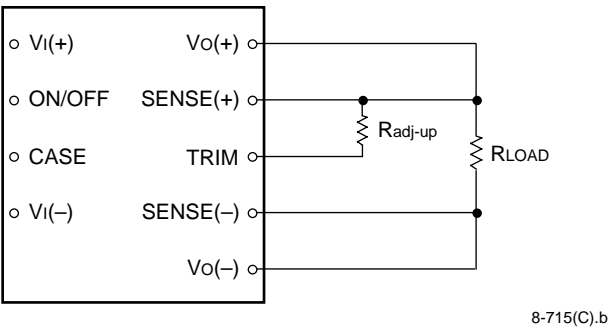 VI(+) VO(+)
ON/OFF SENSE(+)
Radj-up
CASE TRIM
RLOAD
VI(–) SENSE(–)
VO(–)
8-715(C).b